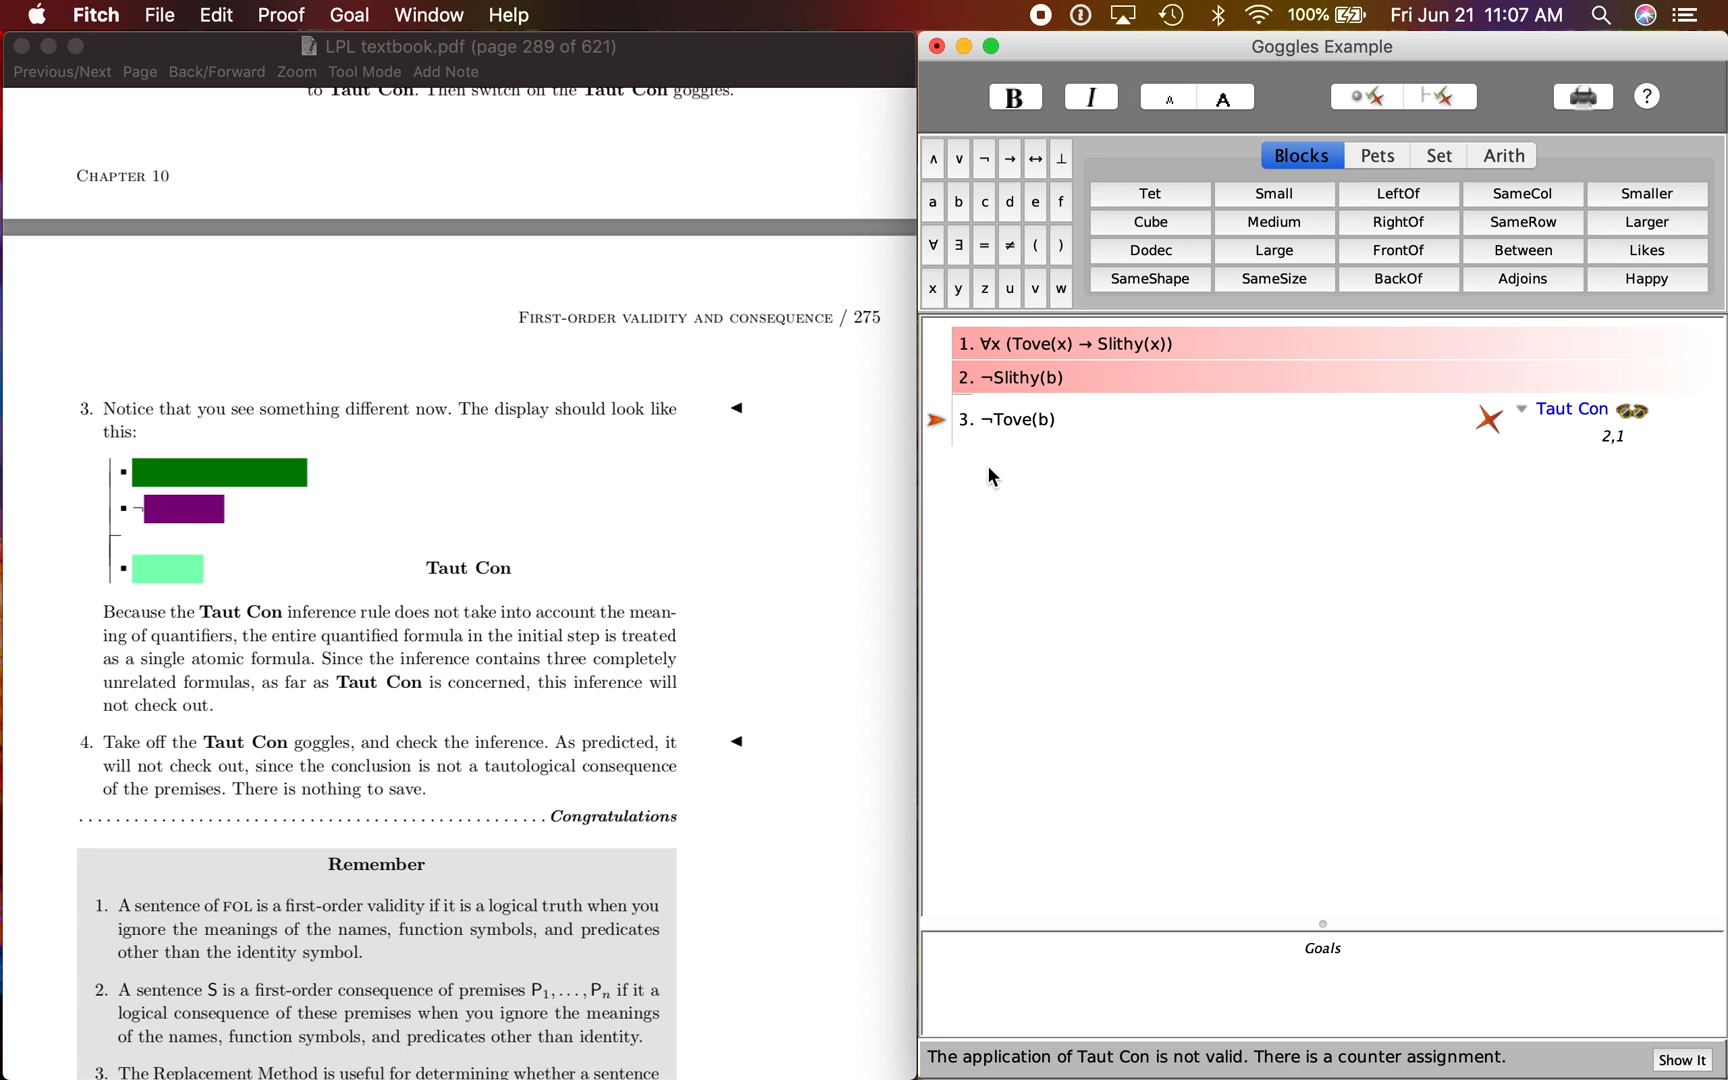 Fitch File Edit Proof Goal Window Help
100% Fri Jun 21 11:07 AM
LPL textbook.pdf (page 289 of 621)
Previous/Next Page Back/Forward Zoom Tool Mode Add Note
to Taut Con. Then switch on the Taut Con goggles.
Chapter 10
First-order validity and consequence / 275
3. Notice that you see something different now. The display should look like
this:
¬
Taut Con
Because the Taut Con inference rule does not take into account the mean-
ing of quantifiers, the entire quantified formula in the initial step is treated
as a single atomic formula. Since the inference contains three completely
unrelated formulas, as far as Taut Con is concerned, this inference will
not check out.
4. Take off the Taut Con goggles, and check the inference. As predicted, it
will not check out, since the conclusion is not a tautological consequence
of the premises. There is nothing to save.
. . . . . . . . . . . . . . . . . . . . . . . . . . . . . . . . . . . . . . . . . . . . . . . . . Congratulations
Remember
1. A sentence of FOL is a first-order validity if it is a logical truth when you
ignore the meanings of the names, function symbols, and predicates
other than the identity symbol.
2. A sentence S is a first-order consequence of premises P1, . . . , Pn if it a
logical consequence of these premises when you ignore the meanings
of the names, function symbols, and predicates other than identity.
3. The Replacement Method is useful for determining whether a sentence
Goggles Example
B I A A ?
∧ ∨ ¬ → ↔ ⊥
a b c d e f
∀ ∃ = ≠ ( )
x y z u v w
Blocks Pets Set Arith
Tet Small LeftOf SameCol Smaller
Cube Medium RightOf SameRow Larger
Dodec Large FrontOf Between Likes
SameShape SameSize BackOf Adjoins Happy
1. ∀x (Tove(x) → Slithy(x))
2. ¬Slithy(b)
3. ¬Tove(b) Taut Con
2,1
Goals
The application of Taut Con is not valid. There is a counter assignment. Show It